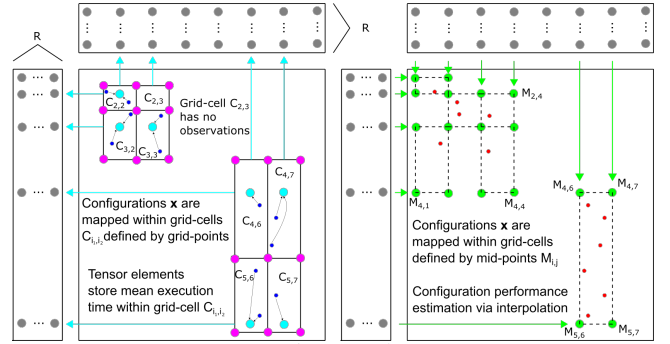 R
R
C2,2
C2,3
Grid-cell C2,3
has no
observations
C3,2
C3,3
C4,7
C4,6
Configurations x are
mapped within grid-cells
Ci1,i2 defined by grid-points
Tensor elements
store mean execution
time within grid-cell Ci1,i2
C5,6
C5,7
M2,4
M4,1
M4,4
M4,6
M4,7
Configurations x are
mapped within grid-cells
defined by mid-points Mi,j
Configuration performance
estimation via interpolation
M5,6
M5,7